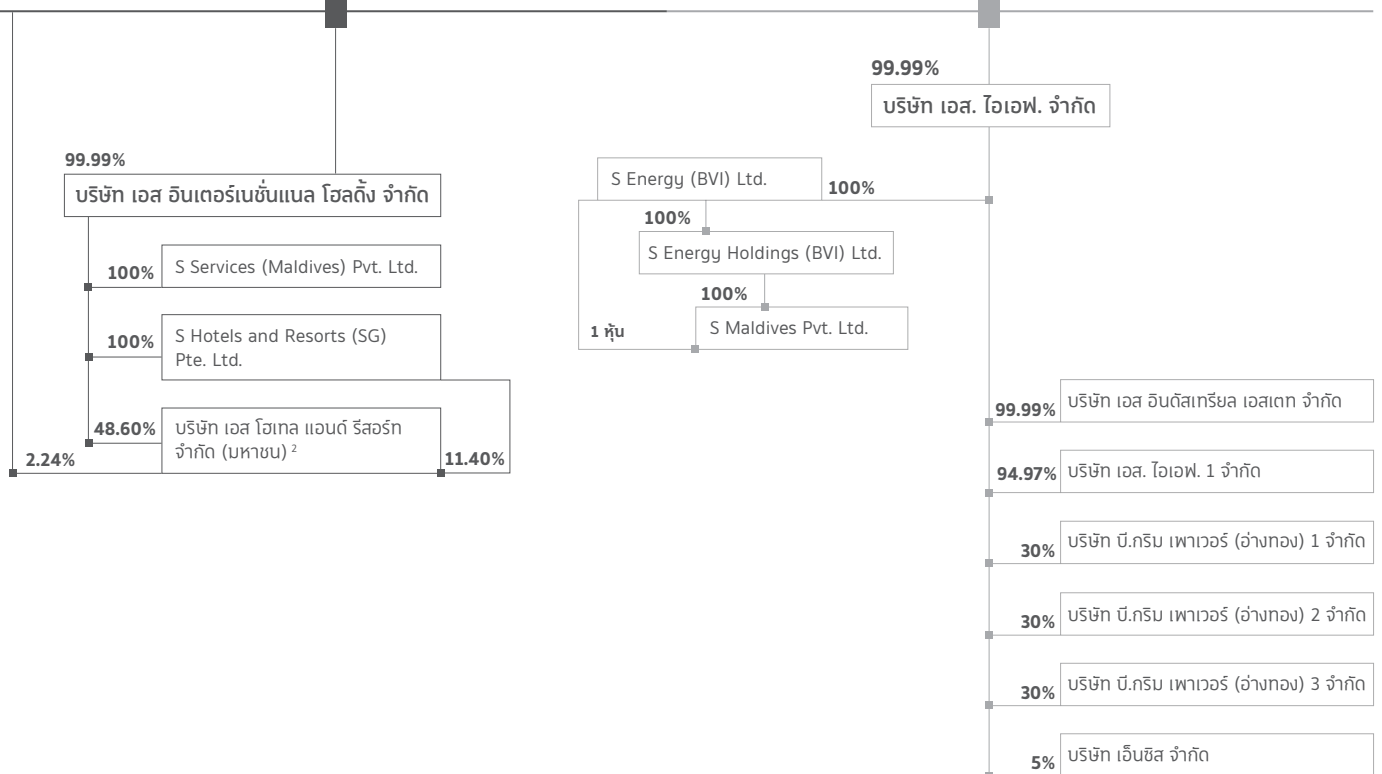 99.99%
บริษัท เอส อินเตอร์เนชั่นแนล โฮลดิ้ง จำกัด
100%
S Services (Maldives) Pvt. Ltd.
100%
S Hotels and Resorts (SG)
Pte. Ltd.
48.60%
บริษัท เอส โฮเทล แอนด์ รีสอร์ท
จำกัด (มหาชน) ²
2.24%
11.40%
99.99%
บริษัท เอส. ไอเอฟ. จำกัด
S Energy (BVI) Ltd.
100%
100%
S Energy Holdings (BVI) Ltd.
100%
1 หุ้น
S Maldives Pvt. Ltd.
99.99%
บริษัท เอส อินดัสเทรียล เอสเตท จำกัด
94.97%
บริษัท เอส. ไอเอฟ. 1 จำกัด
30%
บริษัท บี.กริม เพาเวอร์ (อ่างทอง) 1 จำกัด
30%
บริษัท บี.กริม เพาเวอร์ (อ่างทอง) 2 จำกัด
30%
บริษัท บี.กริม เพาเวอร์ (อ่างทอง) 3 จำกัด
5%
บริษัท เอ็นซิส จำกัด